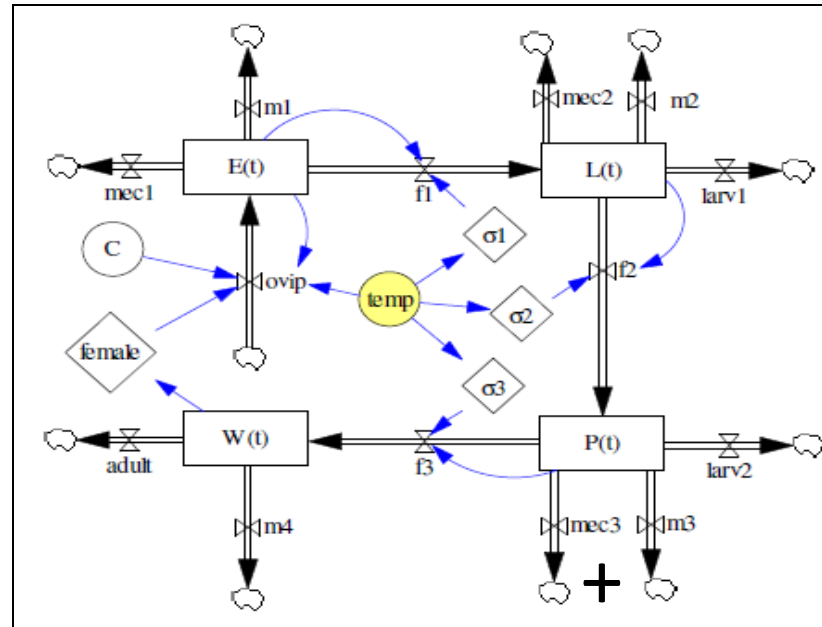 m1
mec2
m2
E(t)
L(t)
mec1
f1
larv1
C
σ1
ovip
temp
f2
σ2
female
σ3
W(t)
P(t)
adult
f3
larv2
m4
mec3
m3
+